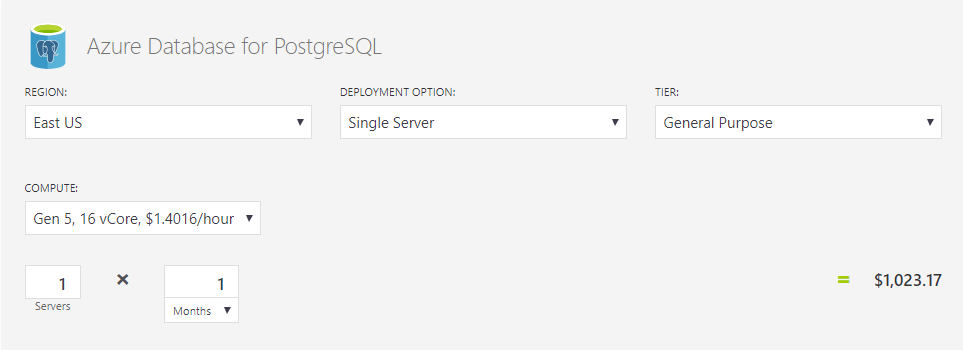 Azure Database for PostgreSQL
REGION: DEPLOYMENT OPTION: TIER:
East US Single Server General Purpose
COMPUTE:
Gen 5, 16 vCore, $1.4016/hour
1 × 1 = $1,023.17
Servers Months